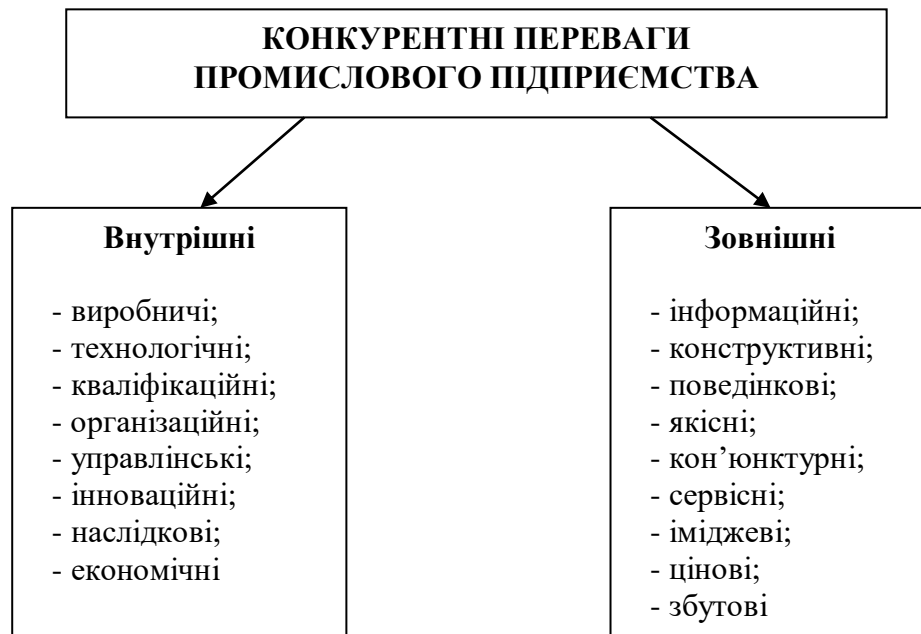 КОНКУРЕНТНІ ПЕРЕВАГИ
ПРОМИСЛОВОГО ПІДПРИЄМСТВА
Внутрішні
- виробничі;
- технологічні;
- кваліфікаційні;
- організаційні;
- управлінські;
- інноваційні;
- наслідкові;
- економічні
Зовнішні
- інформаційні;
- конструктивні;
- поведінкові;
- якісні;
- кон’юнктурні;
- сервісні;
- іміджеві;
- цінові;
- збутові